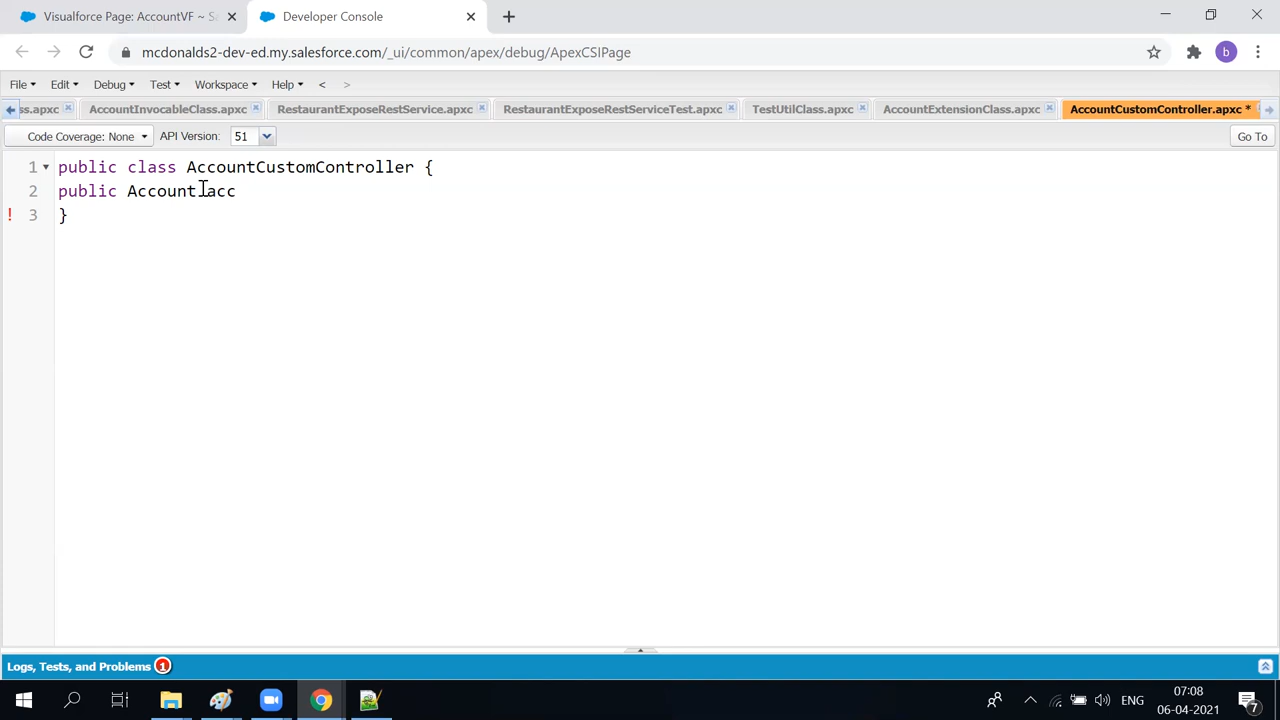 Visualforce Page: AccountVF ~ Sa
Developer Console
mcdonalds2-dev-ed.my.salesforce.com/_ui/common/apex/debug/ApexCSIPage
b
File Edit Debug Test Workspace Help < >
ss.apxc AccountInvocableClass.apxc RestaurantExposeRestService.apxc RestaurantExposeRestServiceTest.apxc TestUtilClass.apxc AccountExtensionClass.apxc AccountCustomController.apxc *
Code Coverage: None API Version: 51 Go To
1 public class AccountCustomController {
2 public Account acc
! 3 }
Logs, Tests, and Problems 1
ENG
07:08
06-04-2021
7